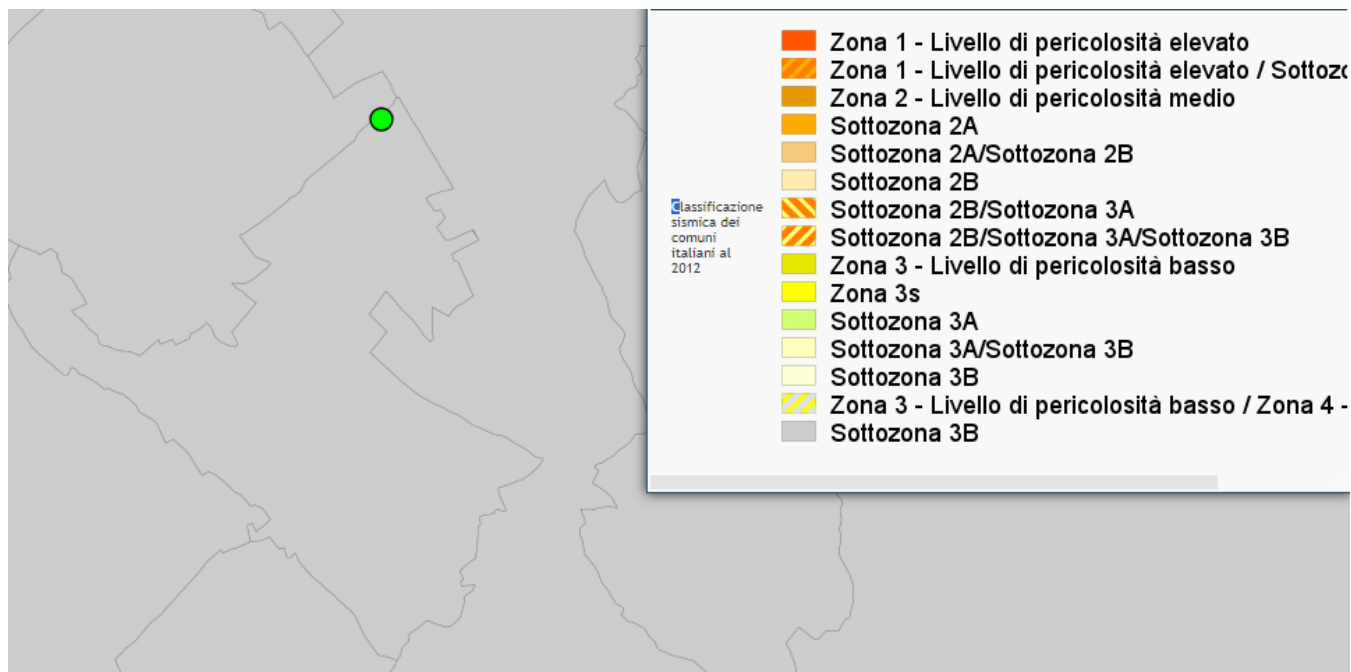 Zona 1 - Livello di pericolosità elevato
Zona 1 - Livello di pericolosità elevato / Sottozo
Zona 2 - Livello di pericolosità medio
Sottozona 2A
Sottozona 2A/Sottozona 2B
Sottozona 2B
Sottozona 2B/Sottozona 3A
Sottozona 2B/Sottozona 3A/Sottozona 3B
Zona 3 - Livello di pericolosità basso
Zona 3s
Sottozona 3A
Sottozona 3A/Sottozona 3B
Sottozona 3B
Zona 3 - Livello di pericolosità basso / Zona 4 -
Sottozona 3B
Classificazione
sismica dei
comuni
italiani al
2012